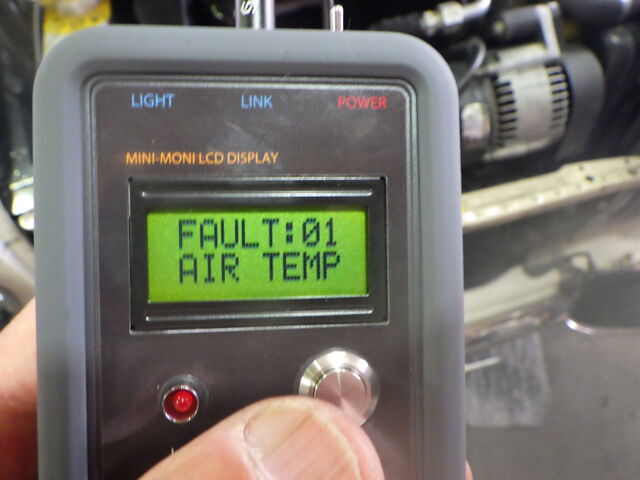 LIGHT LINK POWER
MINI-MONI LCD DISPLAY
FAULT:01
AIR TEMP